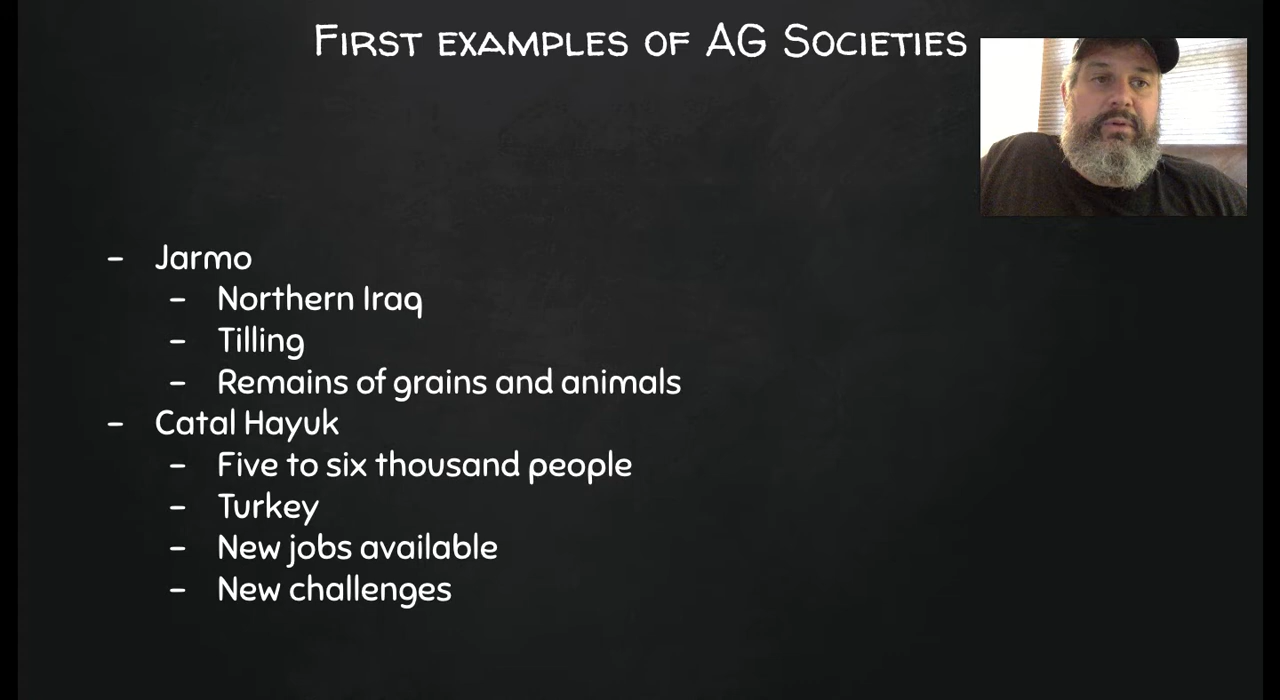 First examples of AG Societies
- Jarmo
- Northern Iraq
- Tilling
- Remains of grains and animals
- Catal Hayuk
- Five to six thousand people
- Turkey
- New jobs available
- New challenges